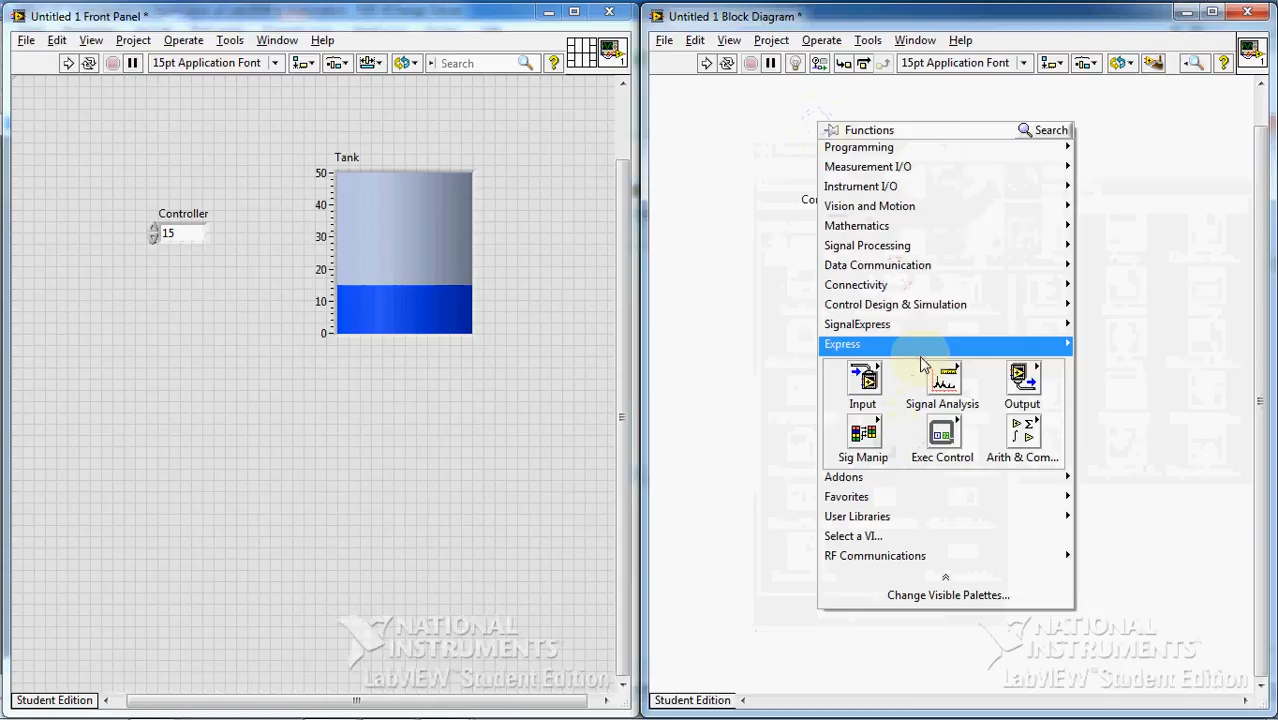 Untitled 1 Front Panel *
File Edit View Project Operate Tools Window Help
15pt Application Font
Search
1
Tank
50
40
30
20
10
0
Controller
15
NATIONAL
INSTRUMENTS
LabVIEW Student Edition
Student Edition
Untitled 1 Block Diagram *
File Edit View Project Operate Tools Window Help
15pt Application Font
1
Functions Search
Programming
Measurement I/O
Instrument I/O
Vision and Motion
Mathematics
Signal Processing
Data Communication
Connectivity
Control Design & Simulation
SignalExpress
Express
Input Signal Analysis Output
Sig Manip Exec Control Arith & Com...
Addons
Favorites
User Libraries
Select a VI...
RF Communications
Change Visible Palettes...
NATIONAL
INSTRUMENTS
LabVIEW Student Edition
Student Edition